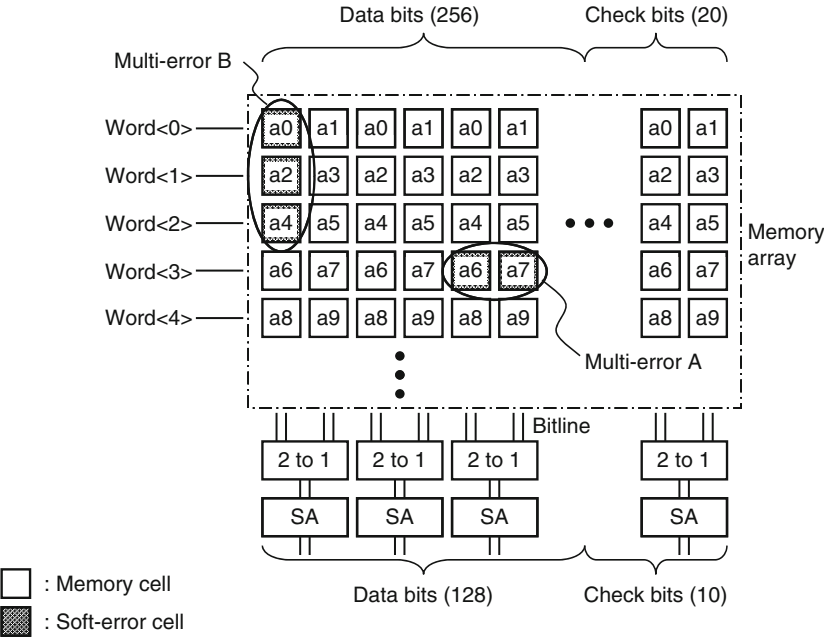 Data bits (256) Check bits (20)
Multi-error B
Word<0> a0 a1 a0 a1 a0 a1 a0 a1
Word<1> a2 a3 a2 a3 a2 a3 a2 a3
Word<2> a4 a5 a4 a5 a4 a5 a4 a5
Memory array
Word<3> a6 a7 a6 a7 a6 a7 a6 a7
Word<4> a8 a9 a8 a9 a8 a9 a8 a9
Multi-error A
Bitline
2 to 1 2 to 1 2 to 1 2 to 1
SA SA SA SA
Data bits (128) Check bits (10)
: Memory cell
: Soft-error cell